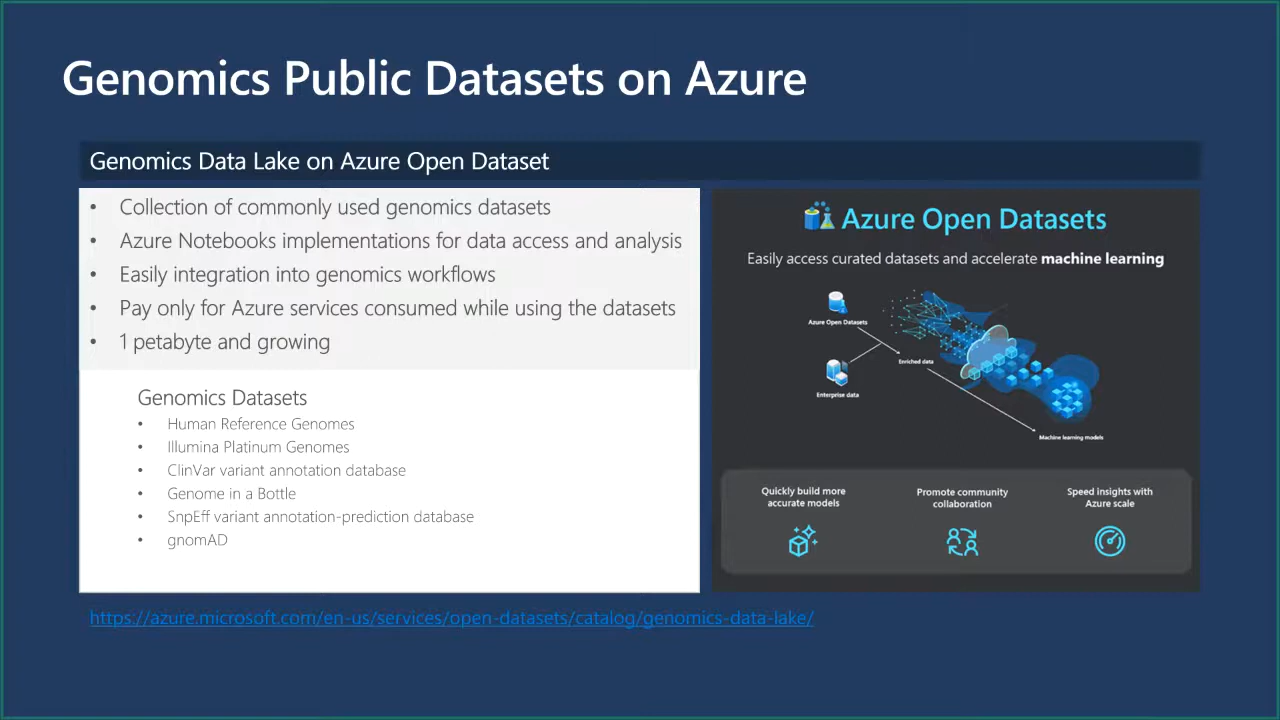 Genomics Public Datasets on Azure
Genomics Data Lake on Azure Open Dataset
• Collection of commonly used genomics datasets
• Azure Notebooks implementations for data access and analysis
• Easily integration into genomics workflows
• Pay only for Azure services consumed while using the datasets
• 1 petabyte and growing
Genomics Datasets
• Human Reference Genomes
• Illumina Platinum Genomes
• ClinVar variant annotation database
• Genome in a Bottle
• SnpEff variant annotation-prediction database
• gnomAD
Azure Open Datasets
Easily access curated datasets and accelerate machine learning
Azure Open Datasets
Enriched data
Enterprise data
Machine learning models
Quickly build more
accurate models
Promote community
collaboration
Speed insights with
Azure scale
https://azure.microsoft.com/en-us/services/open-datasets/catalog/genomics-data-lake/